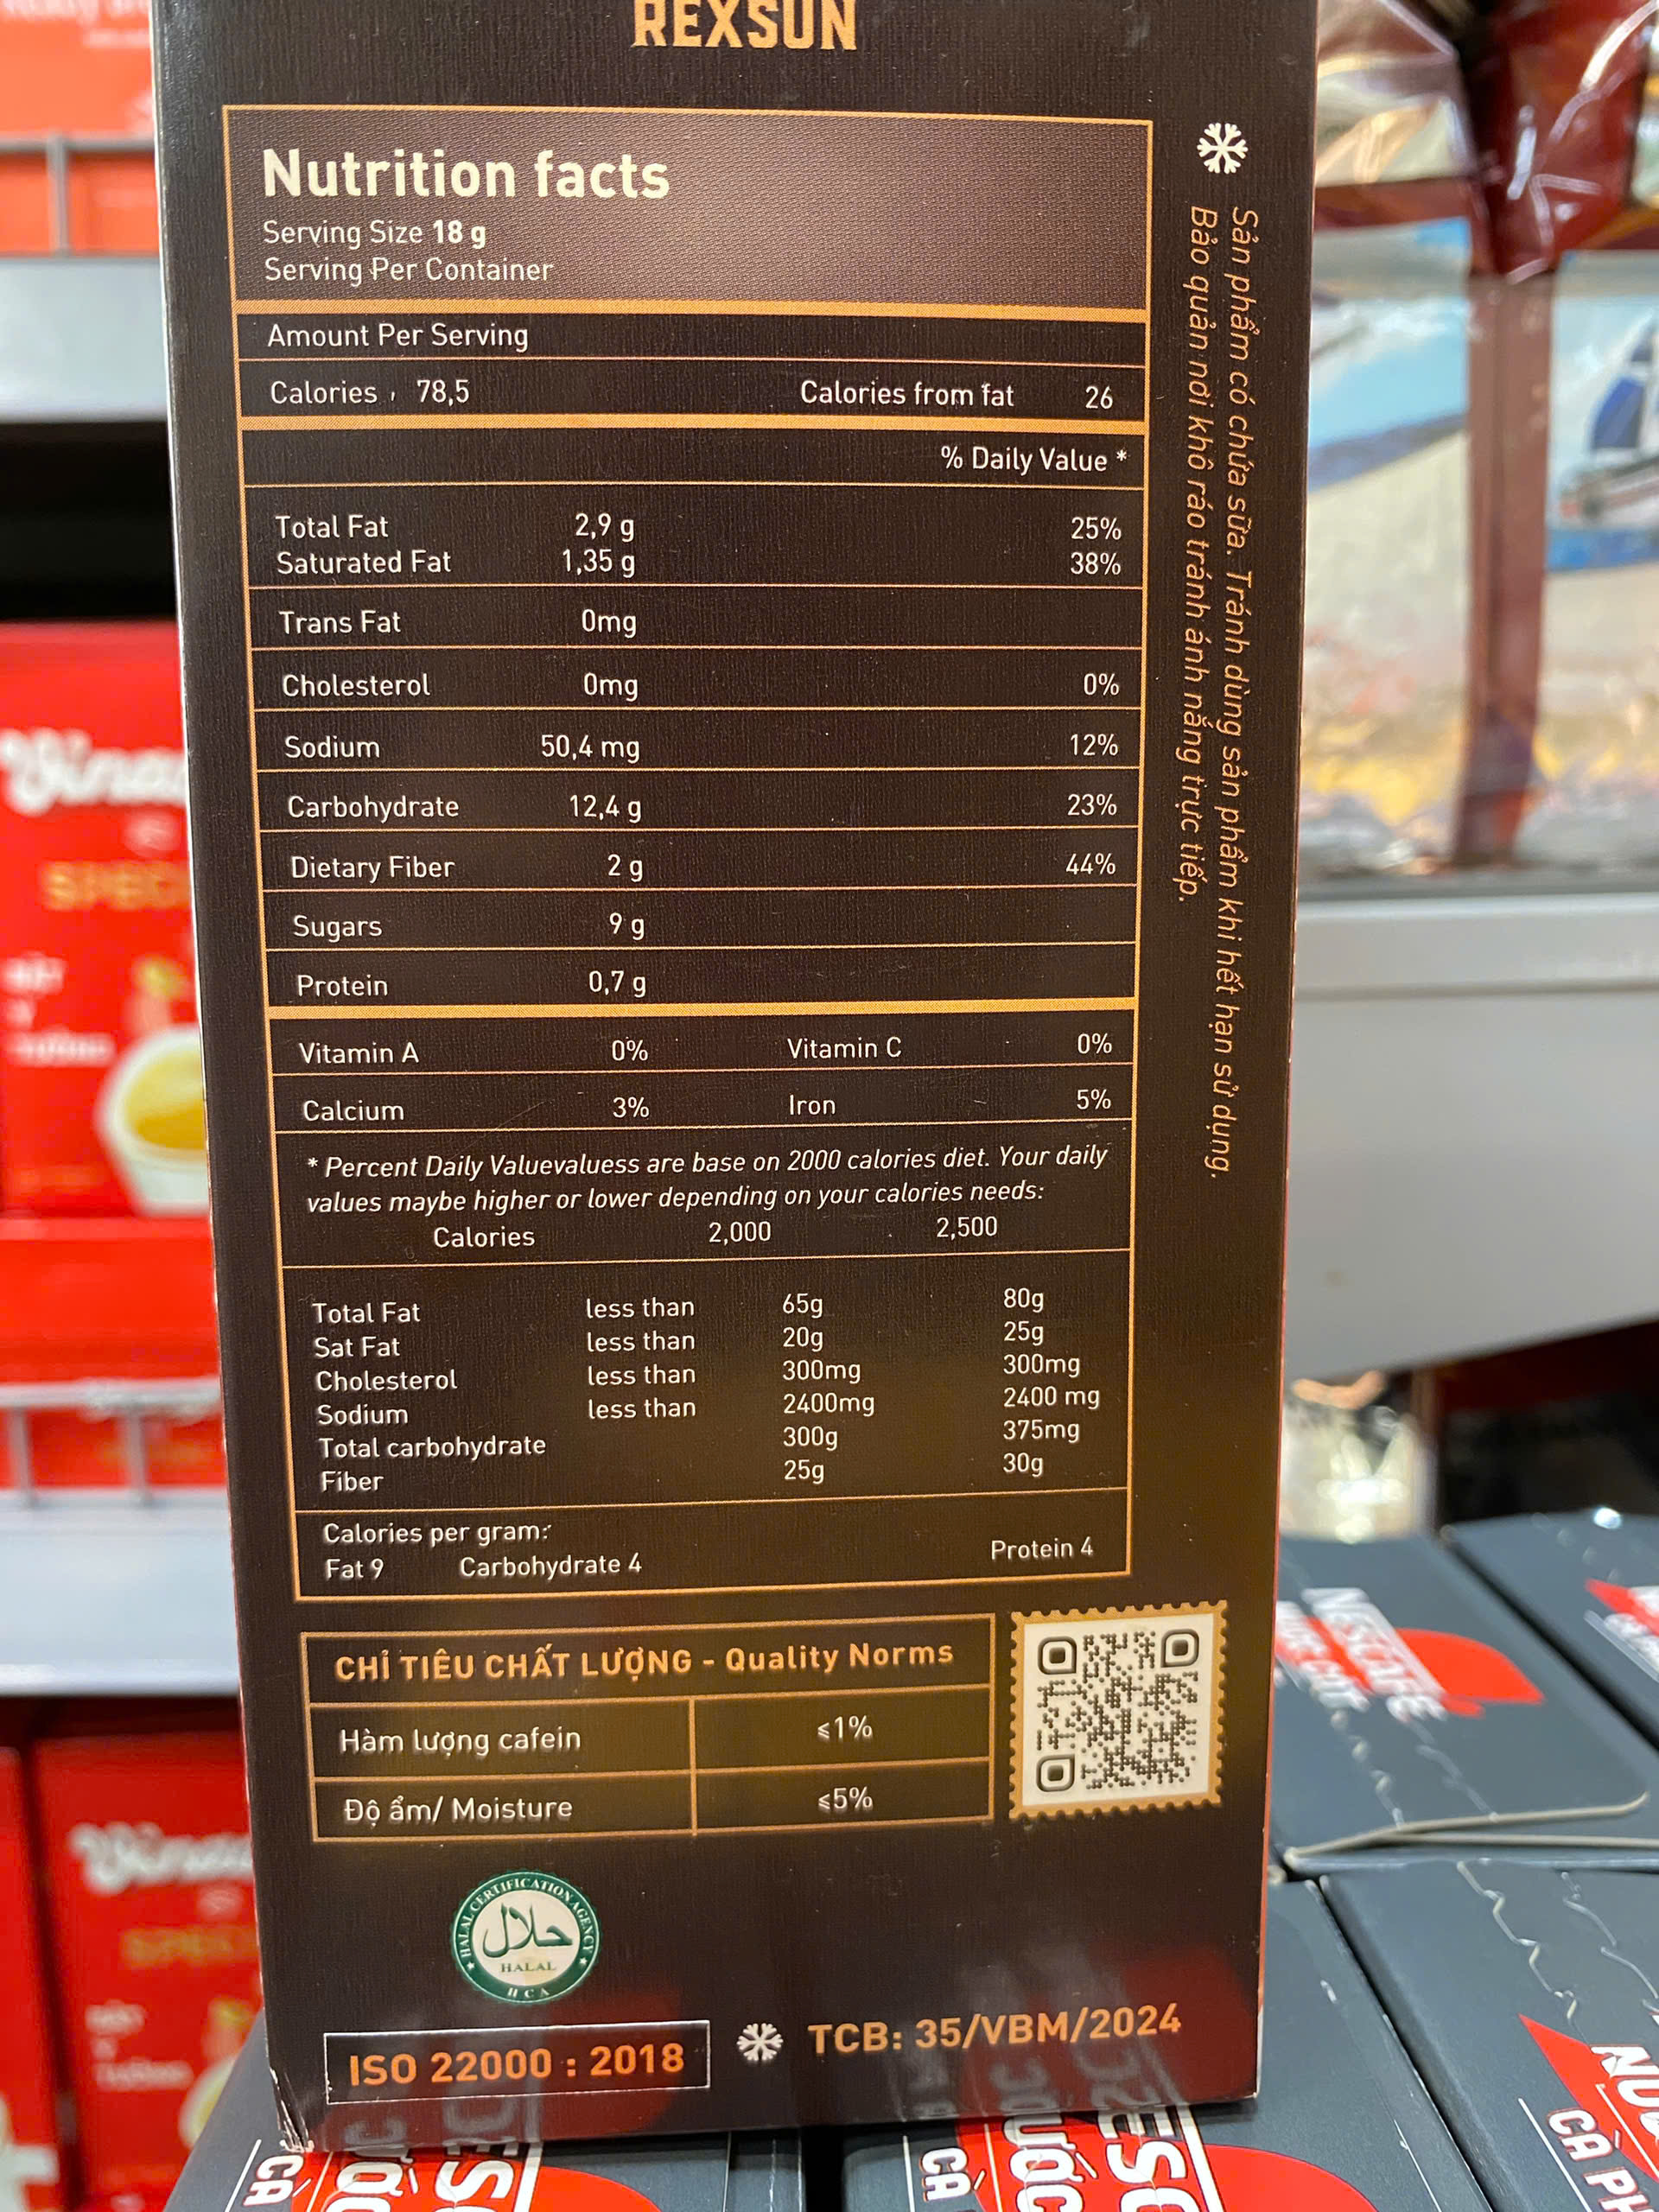 REXSUN
Nutrition facts
Serving Size 18 g
Serving Per Container
Amount Per Serving
Calories 78,5 Calories from fat 26
% Daily Value *
Total Fat 2,9 g 25%
Saturated Fat 1,35 g 38%
Trans Fat 0mg
Cholesterol 0mg 0%
Sodium 50,4 mg 12%
Carbohydrate 12,4 g 23%
Dietary Fiber 2 g 44%
Sugars 9 g
Protein 0,7 g
Vitamin A 0% Vitamin C 0%
Calcium 3% Iron 5%
* Percent Daily Valuevaluess are base on 2000 calories diet. Your daily
values maybe higher or lower depending on your calories needs:
Calories 2,000 2,500
Total Fat less than 65g 80g
Sat Fat less than 20g 25g
Cholesterol less than 300mg 300mg
Sodium less than 2400mg 2400 mg
Total carbohydrate 300g 375mg
Fiber 25g 30g
Calories per gram:
Fat 9 Carbohydrate 4 Protein 4
CHỈ TIÊU CHẤT LƯỢNG - Quality Norms
Hàm lượng cafein ≤1%
Độ ẩm/ Moisture ≤5%
HALAL CERTIFICATION AGENCY
حلال
HALAL
HCA
ISO 22000 : 2018
TCB: 35/VBM/2024
Sản phẩm có chứa sữa. Tránh dùng sản phẩm khi hết hạn sử dụng.
Bảo quản nơi khô ráo tránh ánh nắng trực tiếp.
NESCAFÉ